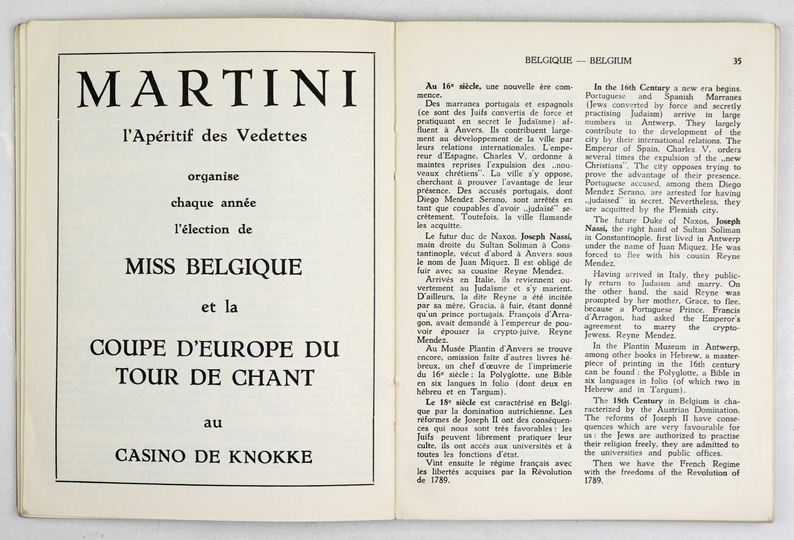 MARTINI
l'Apéritif des Vedettes
organise
chaque année
l'élection de
MISS BELGIQUE
et la
COUPE D'EUROPE DU
TOUR DE CHANT
au
CASINO DE KNOKKE
BELGIQUE — BELGIUM 35
Au 16e siècle, une nouvelle ère com-
mence.
Des marranes portugais et espagnols
(ce sont des Juifs convertis de force et
pratiquant en secret le Judaïsme) af-
fluent à Anvers. Ils contribuent large-
ment au développement de la ville par
leurs relations internationales. L'empe-
reur d'Espagne, Charles V, ordonne à
maintes reprises l'expulsion des „nou-
veaux chrétiens". La ville s'y oppose,
cherchant à prouver l'avantage de leur
présence. Des accusés portugais, dont
Diego Mendez Serano, sont arrêtés en
tant que coupables d'avoir „judaïsé" se-
crètement. Toutefois, la ville flamande
les acquitte.
Le futur duc de Naxos, Joseph Nassi,
main droite du Sultan Soliman à Cons-
tantinople, vécut d'abord à Anvers sous
le nom de Juan Miquez. Il est obligé de
fuir avec sa cousine Reyne Mendez.
Arrivés en Italie, ils reviennent ou-
vertement au Judaïsme et s'y marient.
D'ailleurs, la dite Reyne a été incitée
par sa mère, Gracia, à fuir, étant donné
qu'un prince portugais, François d'Arra-
gon, avait demandé à l'empereur de pou-
voir épouser la crypto-juive, Reyne
Mendez.
Au Musée Plantin d'Anvers se trouve
encore, omission faite d'autres livres hé-
breux, un chef d'œuvre de l'imprimerie
du 16e siècle : la Polyglotte, une Bible
en six langues in folio (dont deux en
hébreu et en Targum).
Le 18e siècle est caractérisé en Belgi-
que par la domination autrichienne. Les
réformes de Joseph II ont des conséquen-
ces qui nous sont très favorables : les
Juifs peuvent librement pratiquer leur
culte, ils ont accès aux universités et à
toutes les fonctions d'état.
Vint ensuite le régime français avec
les libertés acquises par la Révolution
de 1789.
In the 16th Century a new era begins.
Portuguese and Spanish Marranes
(Jews converted by force and secretly
practising Judaism) arrive in large
numbers in Antwerp. They largely
contribute to the development of the
city by their international relations. The
Emperor of Spain, Charles V, orders
several times the expulsion of the „new
Christians". The city opposes trying to
prove the advantage of their presence.
Portuguese accused, among them Diego
Mendez Serano, are arrested for having
„judaised" in secret. Nevertheless, they
are acquitted by the Flemish city.
The future Duke of Naxos, Joseph
Nassi, the right hand of Sultan Soliman
in Constantinople, first lived in Antwerp
under the name of Juan Miquez. He was
forced to flee with his cousin Reyne
Mendez.
Having arrived in Italy, they public-
ly return to Judaism and marry. On
the other hand, the said Reyne was
prompted by her mother, Grace, to flee,
because a Portuguese Prince, Francis
d'Arragon, had asked the Emperor's
agreement to marry the crypto-
Jewess, Reyne Mendez.
In the Plantin Museum in Antwerp,
among other books in Hebrew, a master-
piece of printing in the 16th century
can be found : the Polyglotte, a Bible in
six languages in folio (of which two in
Hebrew and in Targum).
The 18th Century in Belgium is cha-
racterized by the Austrian Domination.
The reforms of Joseph II have conse-
quences which are very favourable for
us : the Jews are authorized to practise
their religion freely, they are admitted to
the universities and public offices.
Then we have the French Regime
with the freedoms of the Revolution of
1789.